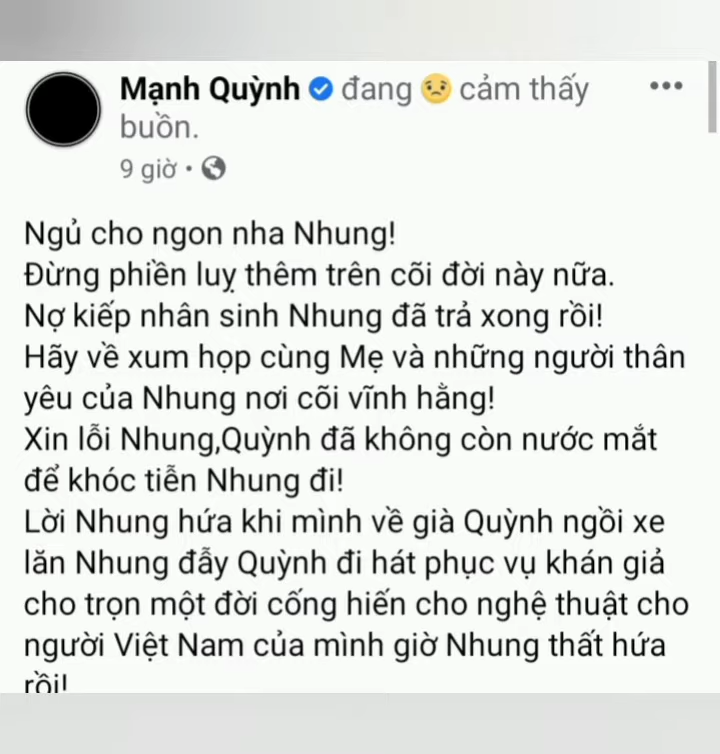 Mạnh Quỳnh đang 😟 cảm thấy
buồn.
9 giờ ·
Ngủ cho ngon nha Nhung!
Đừng phiền luỵ thêm trên cõi đời này nữa.
Nợ kiếp nhân sinh Nhung đã trả xong rồi!
Hãy về xum họp cùng Mẹ và những người thân
yêu của Nhung nơi cõi vĩnh hằng!
Xin lỗi Nhung,Quỳnh đã không còn nước mắt
để khóc tiễn Nhung đi!
Lời Nhung hứa khi mình về già Quỳnh ngồi xe
lăn Nhung đẩy Quỳnh đi hát phục vụ khán giả
cho trọn một đời cống hiến cho nghệ thuật cho
người Việt Nam của mình giờ Nhung thất hứa
rồi!